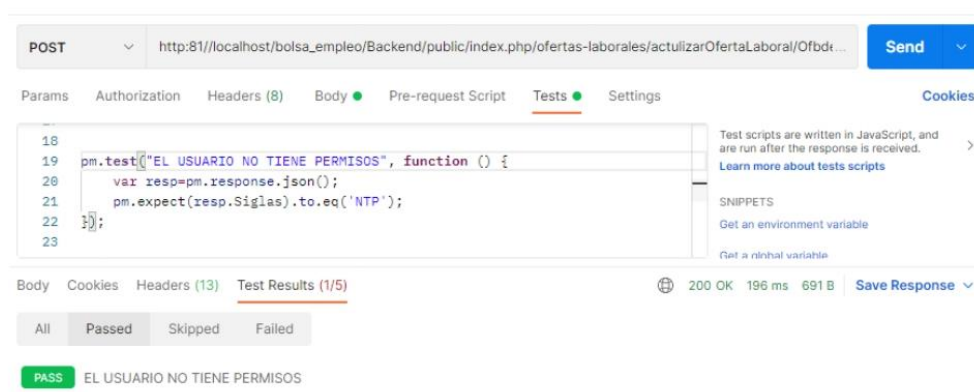 POST http:81//localhost/bolsa_empleo/Backend/public/index.php/ofertas-laborales/actulizarOfertaLaboral/Ofbde... Send
Params Authorization Headers (8) Body Pre-request Script Tests Settings Cookies
18
19 pm.test("EL USUARIO NO TIENE PERMISOS", function () {
20 var resp=pm.response.json();
21 pm.expect(resp.Siglas).to.eq('NTP');
22 });
23
Test scripts are written in JavaScript, and
are run after the response is received.
Learn more about tests scripts
SNIPPETS
Get an environment variable
Get a global variable
Body Cookies Headers (13) Test Results (1/5) 200 OK 196 ms 691 B Save Response
All Passed Skipped Failed
PASS EL USUARIO NO TIENE PERMISOS